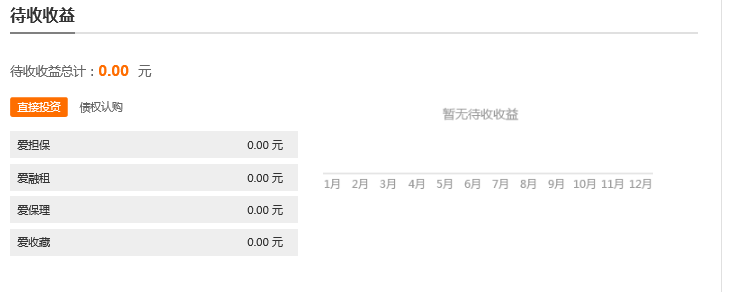 待收收益
待收收益总计：0.00 元
直接投资 债权认购
爱担保 0.00 元
爱融租 0.00 元
爱保理 0.00 元
爱收藏 0.00 元
暂无待收收益
1月 2月 3月 4月 5月 6月 7月 8月 9月 10月 11月 12月